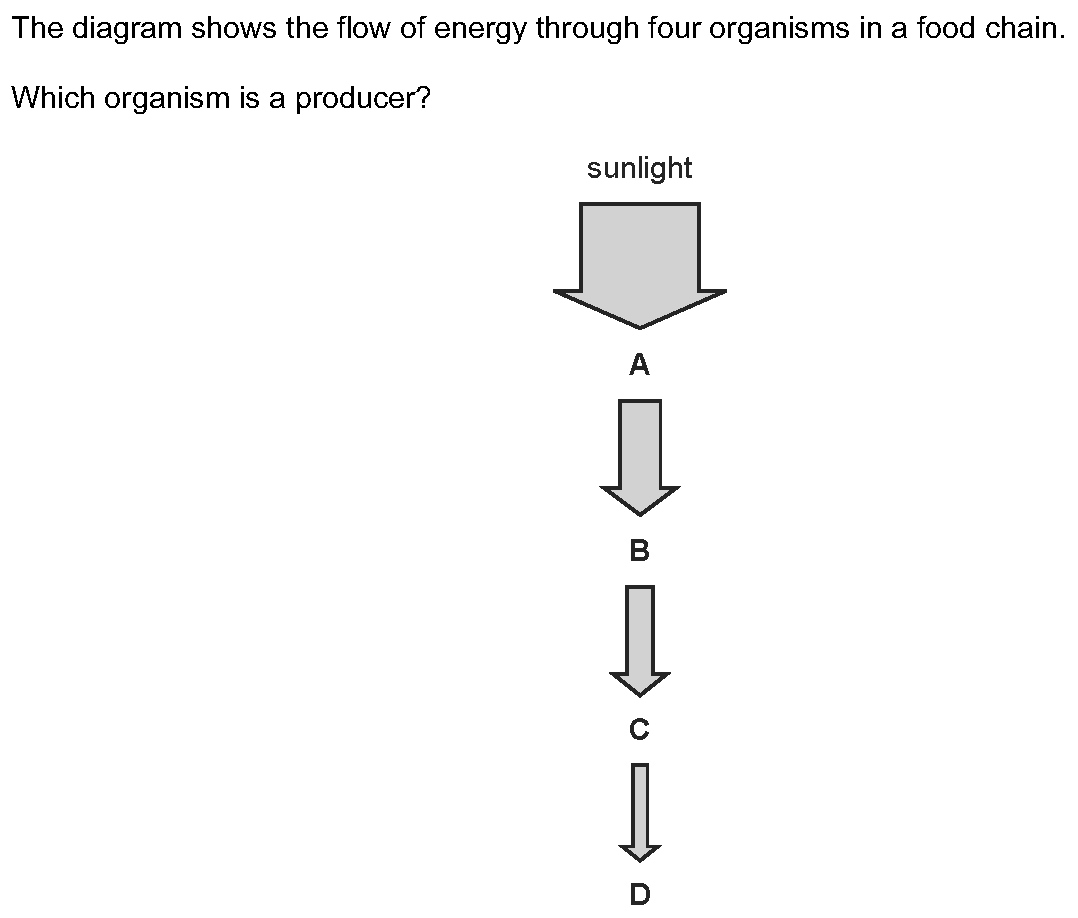 The diagram shows the flow of energy through four organisms in a food chain.
Which organism is a producer?
sunlight
A
B
C
D